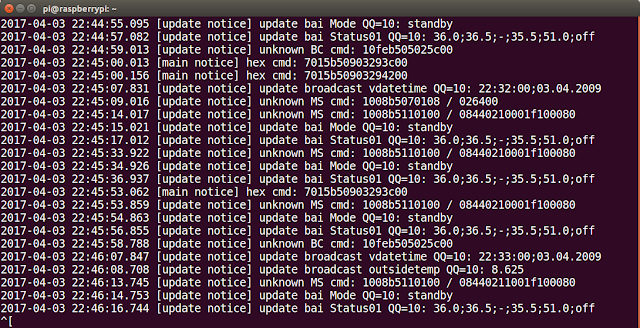 pi@raspberrypi: ~
2017-04-03 22:44:55.095 [update notice] update bai Mode QQ=10: standby
2017-04-03 22:44:57.082 [update notice] update bai Status01 QQ=10: 36.0;36.5;-;35.5;51.0;off
2017-04-03 22:44:59.013 [update notice] unknown BC cmd: 10feb505025c00
2017-04-03 22:45:00.013 [main notice] hex cmd: 7015b50903293c00
2017-04-03 22:45:00.156 [main notice] hex cmd: 7015b50903294200
2017-04-03 22:45:07.831 [update notice] update broadcast vdatetime QQ=10: 22:32:00;03.04.2009
2017-04-03 22:45:09.016 [update notice] unknown MS cmd: 1008b5070108 / 026400
2017-04-03 22:45:14.017 [update notice] unknown MS cmd: 1008b5110100 / 08440210001f100080
2017-04-03 22:45:15.021 [update notice] update bai Mode QQ=10: standby
2017-04-03 22:45:17.012 [update notice] update bai Status01 QQ=10: 36.0;36.5;-;35.5;51.0;off
2017-04-03 22:45:33.922 [update notice] unknown MS cmd: 1008b5110100 / 08440210001f100080
2017-04-03 22:45:34.926 [update notice] update bai Mode QQ=10: standby
2017-04-03 22:45:36.937 [update notice] update bai Status01 QQ=10: 36.0;36.5;-;35.5;51.0;off
2017-04-03 22:45:53.062 [main notice] hex cmd: 7015b50903293c00
2017-04-03 22:45:53.859 [update notice] unknown MS cmd: 1008b5110100 / 08440210001f100080
2017-04-03 22:45:54.863 [update notice] update bai Mode QQ=10: standby
2017-04-03 22:45:56.855 [update notice] update bai Status01 QQ=10: 36.0;36.5;-;35.5;51.0;off
2017-04-03 22:45:58.788 [update notice] unknown BC cmd: 10feb505025c00
2017-04-03 22:46:07.847 [update notice] update broadcast vdatetime QQ=10: 22:33:00;03.04.2009
2017-04-03 22:46:08.708 [update notice] update broadcast outsidetemp QQ=10: 8.625
2017-04-03 22:46:13.745 [update notice] unknown MS cmd: 1008b5110100 / 08440211001f100080
2017-04-03 22:46:14.753 [update notice] update bai Mode QQ=10: standby
2017-04-03 22:46:16.744 [update notice] update bai Status01 QQ=10: 36.0;36.5;-;35.5;51.0;off
^[